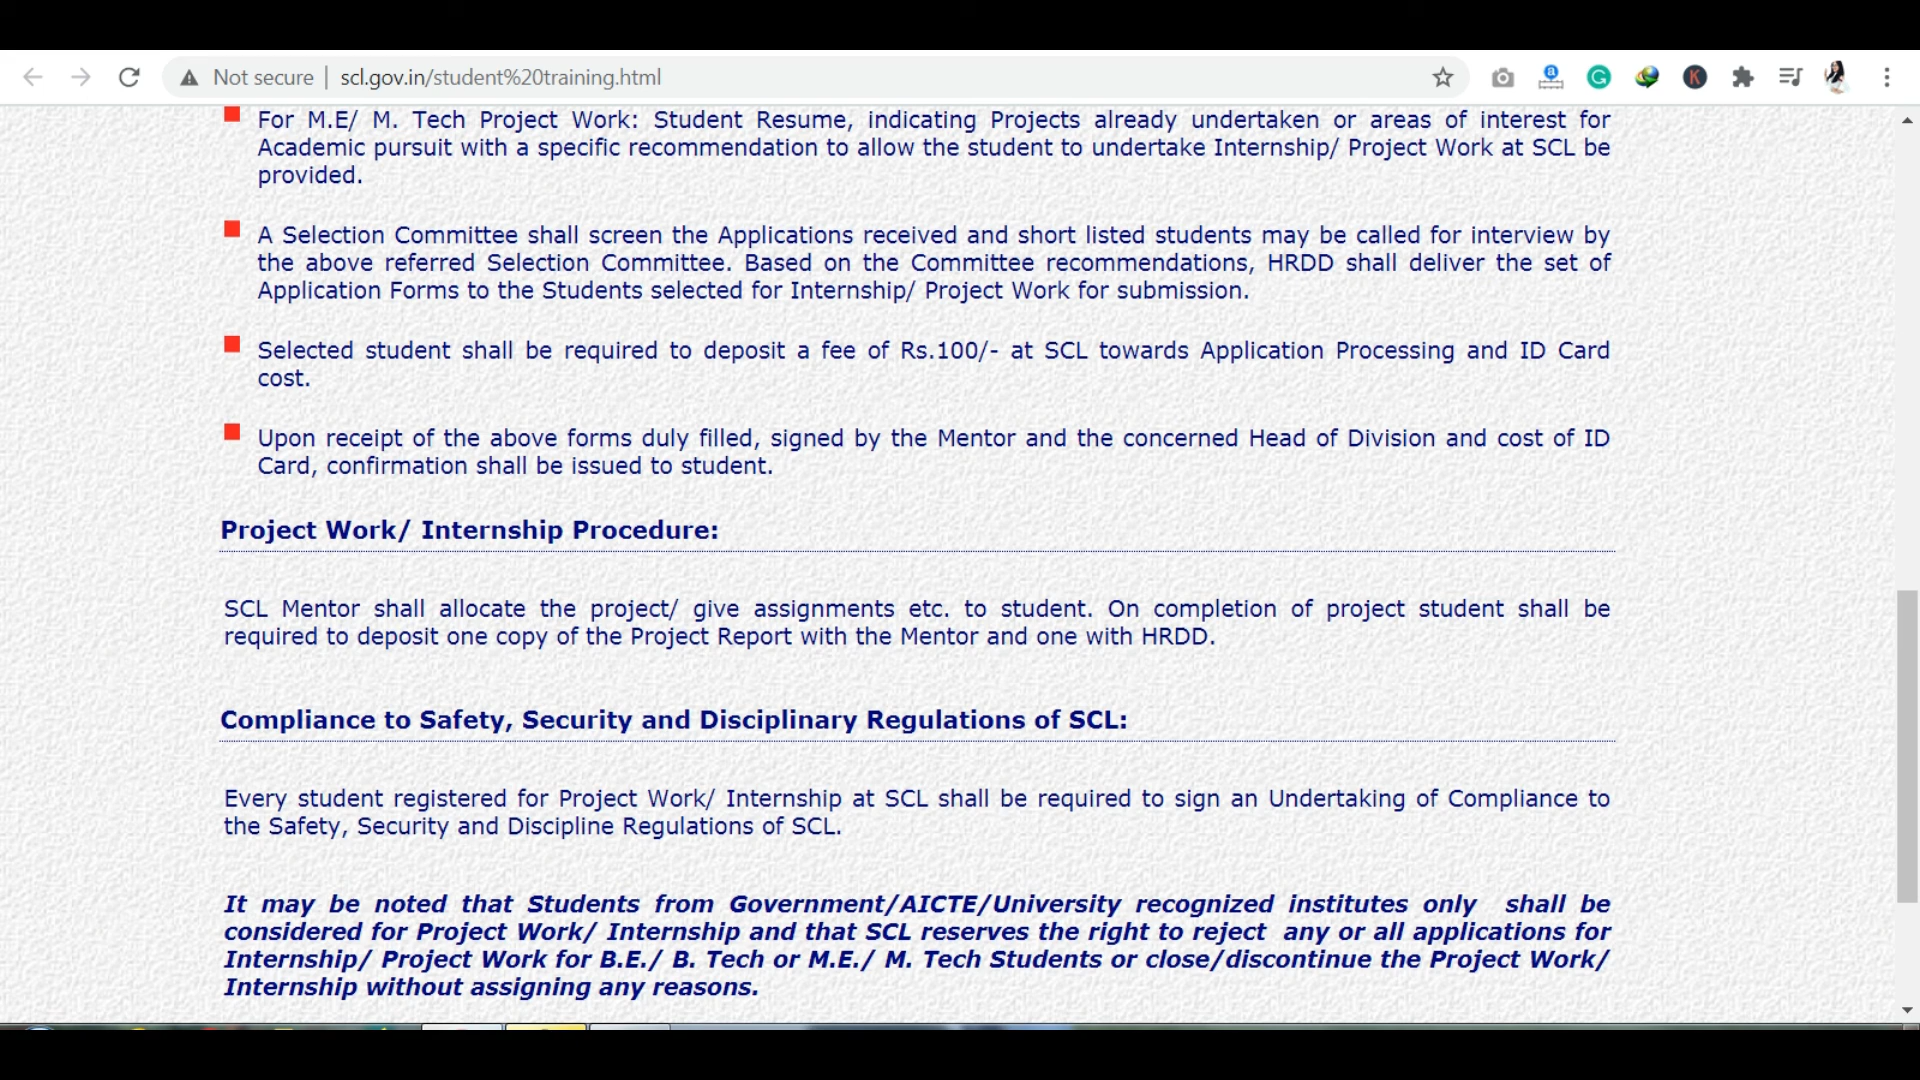 Not secure | scl.gov.in/student%20training.html
For M.E/ M. Tech Project Work: Student Resume, indicating Projects already undertaken or areas of interest for
Academic pursuit with a specific recommendation to allow the student to undertake Internship/ Project Work at SCL be
provided.
A Selection Committee shall screen the Applications received and short listed students may be called for interview by
the above referred Selection Committee. Based on the Committee recommendations, HRDD shall deliver the set of
Application Forms to the Students selected for Internship/ Project Work for submission.
Selected student shall be required to deposit a fee of Rs.100/- at SCL towards Application Processing and ID Card
cost.
Upon receipt of the above forms duly filled, signed by the Mentor and the concerned Head of Division and cost of ID
Card, confirmation shall be issued to student.
Project Work/ Internship Procedure:
SCL Mentor shall allocate the project/ give assignments etc. to student. On completion of project student shall be
required to deposit one copy of the Project Report with the Mentor and one with HRDD.
Compliance to Safety, Security and Disciplinary Regulations of SCL:
Every student registered for Project Work/ Internship at SCL shall be required to sign an Undertaking of Compliance to
the Safety, Security and Discipline Regulations of SCL.
It may be noted that Students from Government/AICTE/University recognized institutes only shall be
considered for Project Work/ Internship and that SCL reserves the right to reject any or all applications for
Internship/ Project Work for B.E./ B. Tech or M.E./ M. Tech Students or close/discontinue the Project Work/
Internship without assigning any reasons.